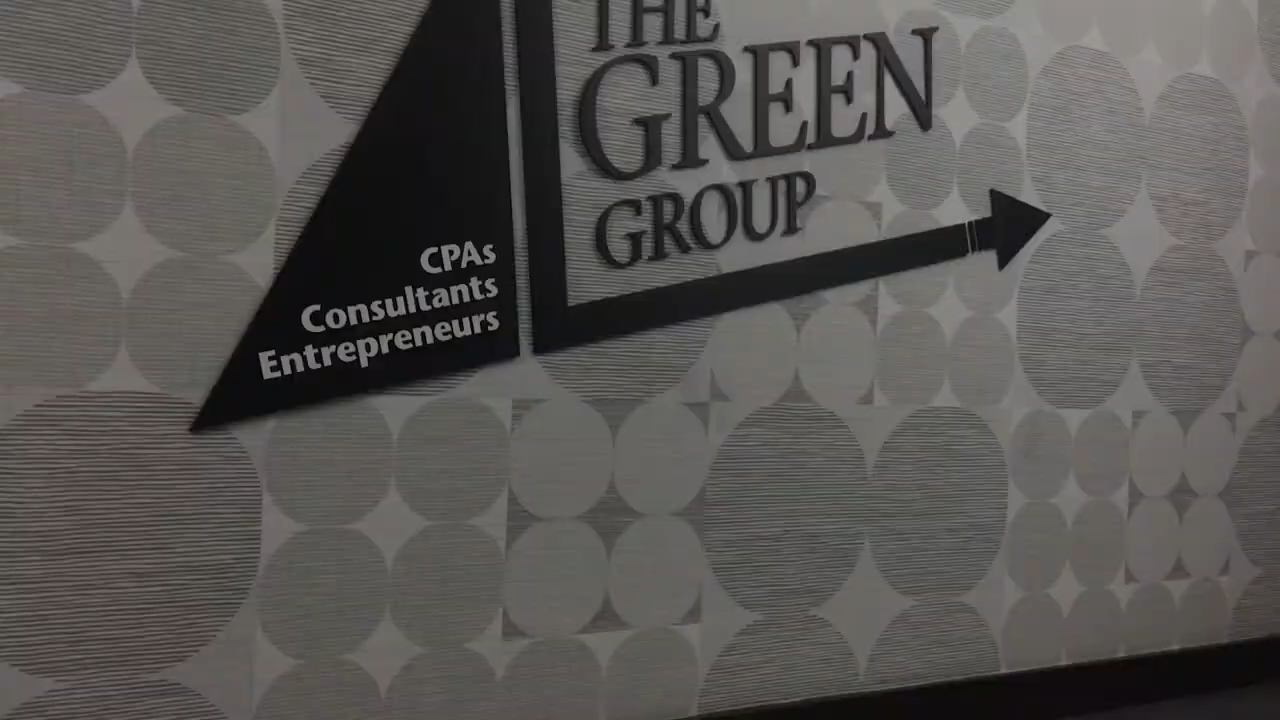 THE
GREEN
GROUP
CPAs
Consultants
Entrepreneurs